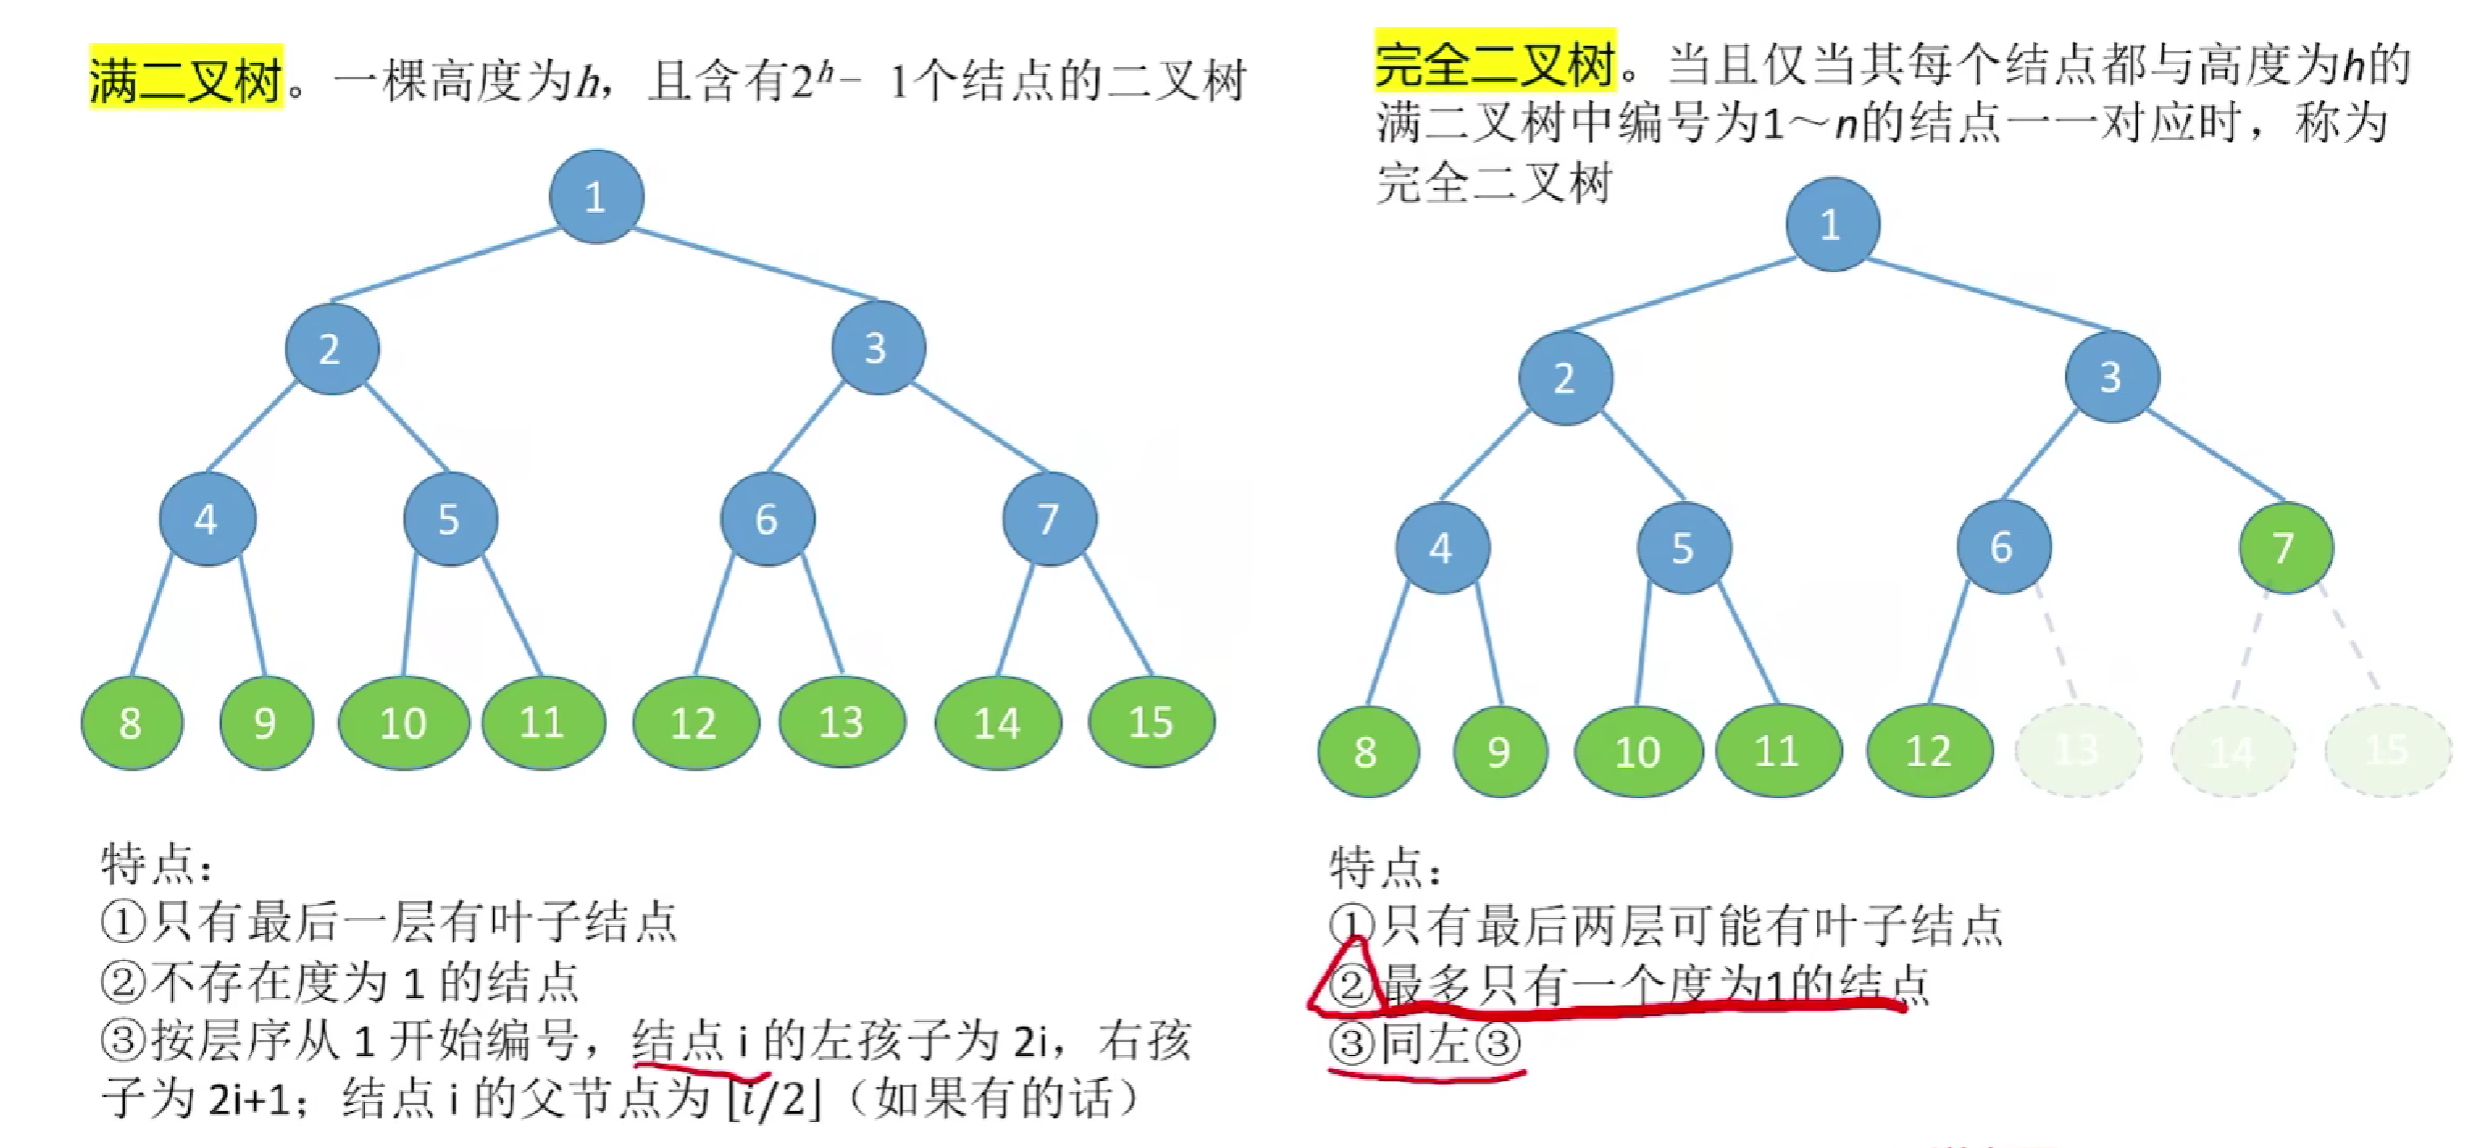 满二叉树。一棵高度为h，且含有2ʰ - 1个结点的二叉树
1
2
3
4
5
6
7
8
9
10
11
12
13
14
15
特点：
①只有最后一层有叶子结点
②不存在度为 1 的结点
③按层序从 1 开始编号，结点 i 的左孩子为 2i，右孩
子为 2i+1；结点 i 的父节点为 ⌊i/2⌋（如果有的话）
完全二叉树。当且仅当其每个结点都与高度为h的
满二叉树中编号为1～n的结点一一对应时，称为
完全二叉树
1
2
3
4
5
6
7
8
9
10
11
12
13
14
15
特点：
①只有最后两层可能有叶子结点
②最多只有一个度为1的结点
③同左③